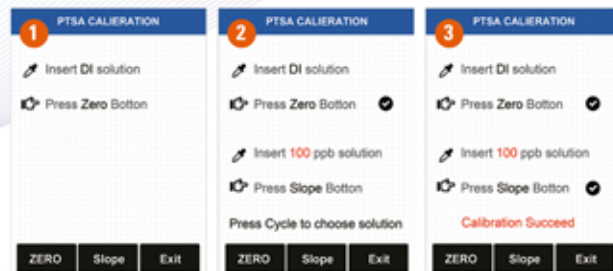 1
PTSA CALIERATION
Insert DI solution
Press Zero Botton
ZERO Slope Exit
2
PTSA CALIERATION
Insert DI solution
Press Zero Botton
Insert 100 ppb solution
Press Slope Botton
Press Cycle to choose solution
ZERO Slope Exit
3
PTSA CALIERATION
Insert DI solution
Press Zero Botton
Insert 100 ppb solution
Press Slope Botton
Calibration Succeed
ZERO Slope Exit